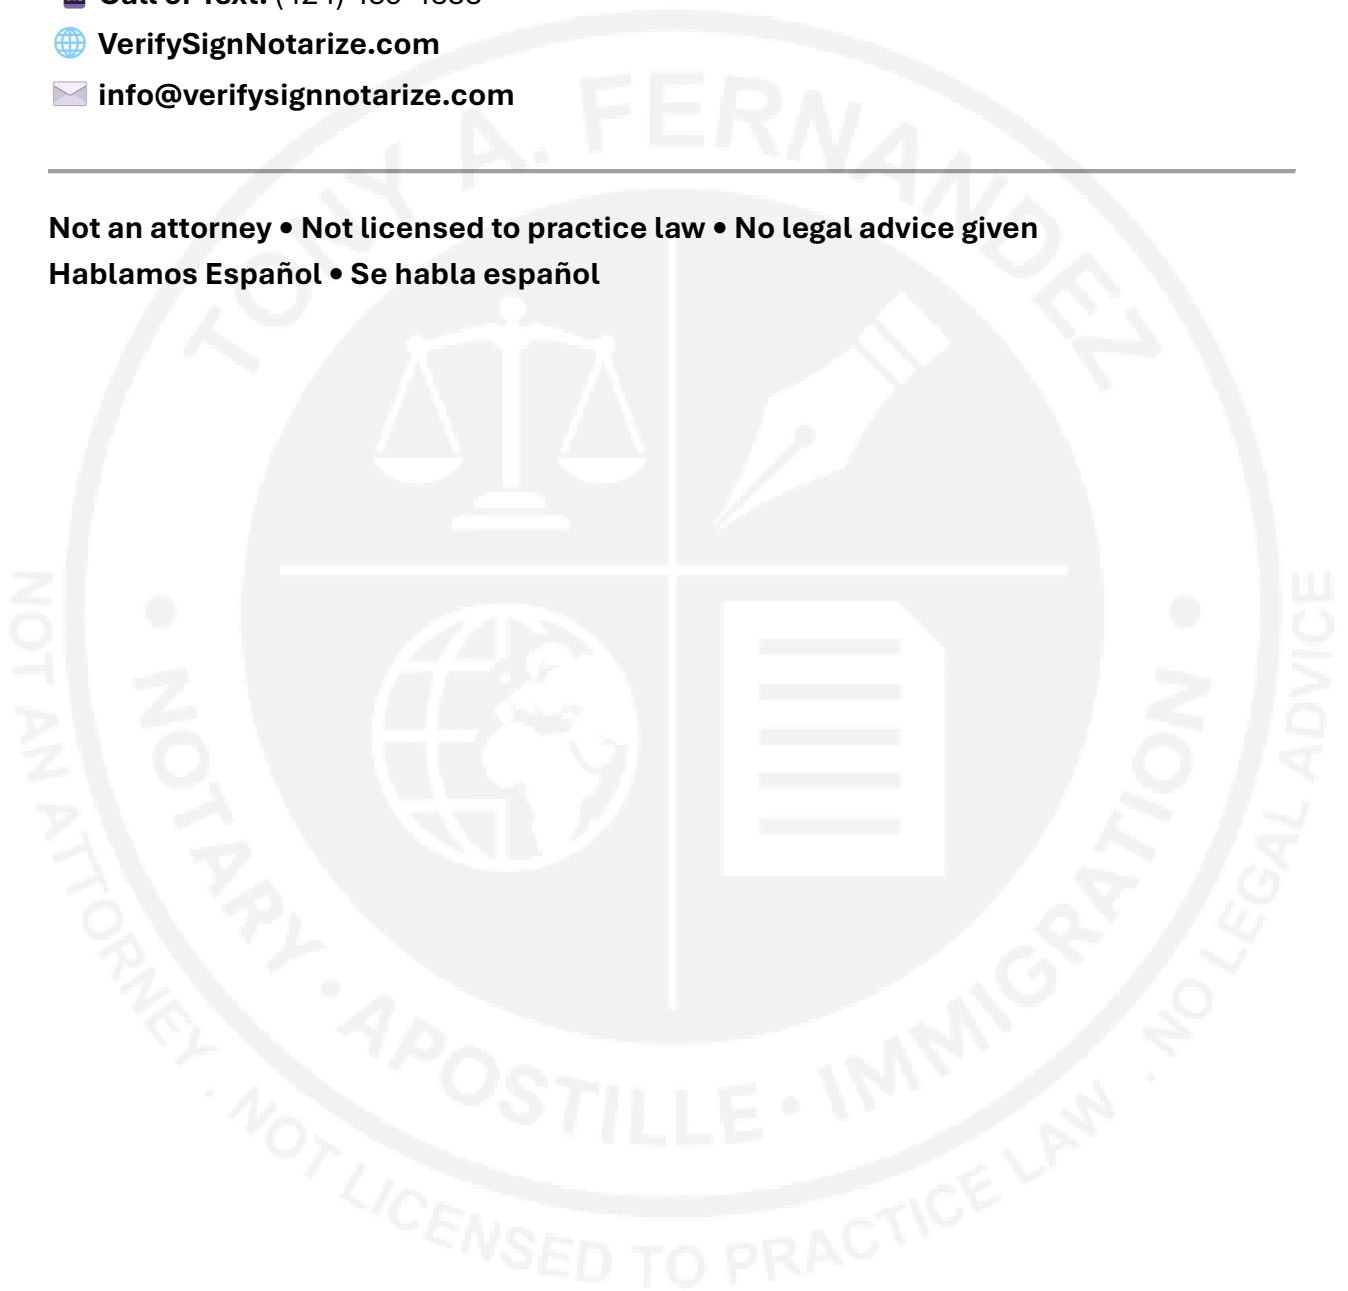 VerifySignNotarize.com
info@verifysignnotarize.com
Not an attorney • Not licensed to practice law • No legal advice given
Hablamos Español • Se habla español
TONY A. FERNANDEZ
• NOTARY • APOSTILLE • IMMIGRATION •
NOT AN ATTORNEY . NOT LICENSED TO PRACTICE LAW . NO LEGAL ADVICE